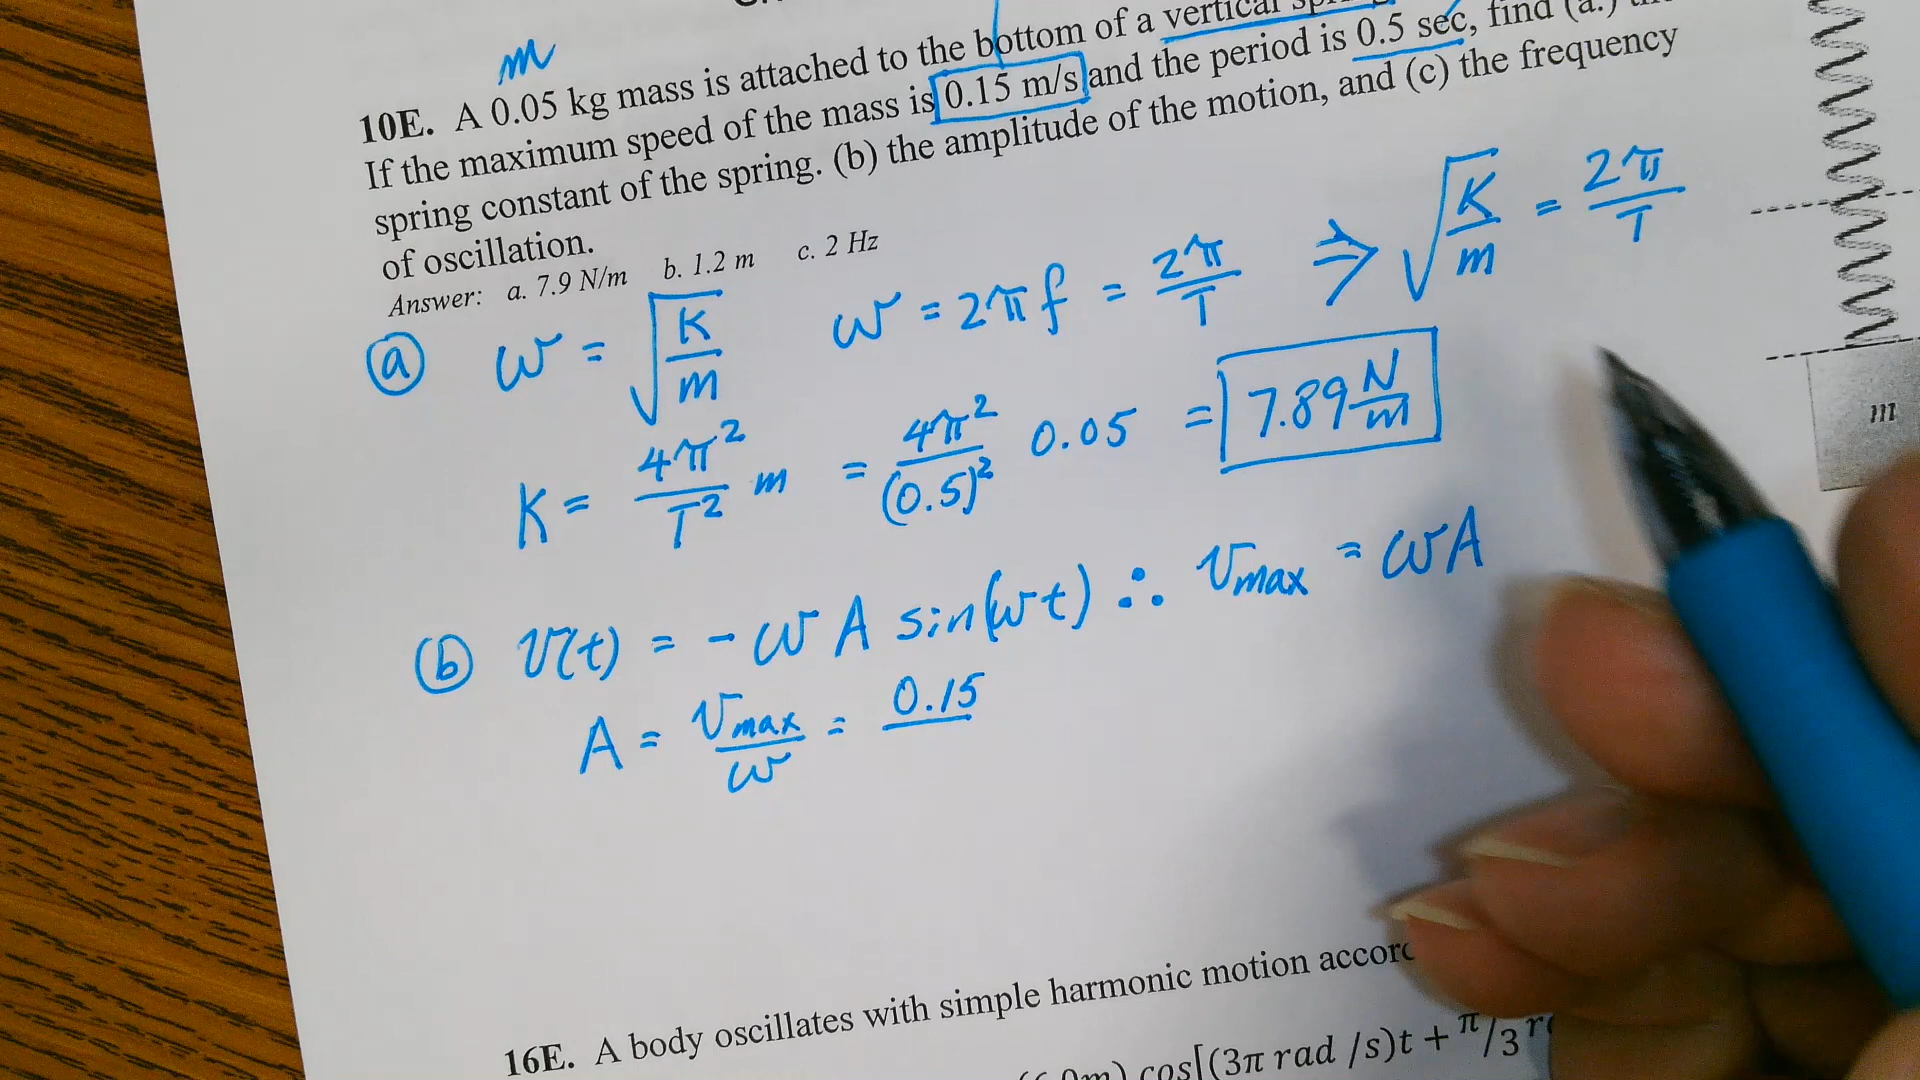 m
10E. A 0.05 kg mass is attached to the bottom of a vertical
If the maximum speed of the mass is 0.15 m/s and the period is 0.5 sec, find (a.)
spring constant of the spring. (b) the amplitude of the motion, and (c) the frequency
of oscillation.
Answer: a. 7.9 N/m b. 1.2 m c. 2 Hz
(a) ω = √(K/m) ω = 2πf = 2π/T ⇒ √(K/m) = 2π/T
K = 4π²/T² m = 4π²/(0.5)² 0.05 = 7.89 N/m
m
(b) v(t) = -ωA sin(ωt) ∴ vmax = ωA
A = vmax/ω = 0.15
16E. A body oscillates with simple harmonic motion
cos[(3π rad /s)t + π/3